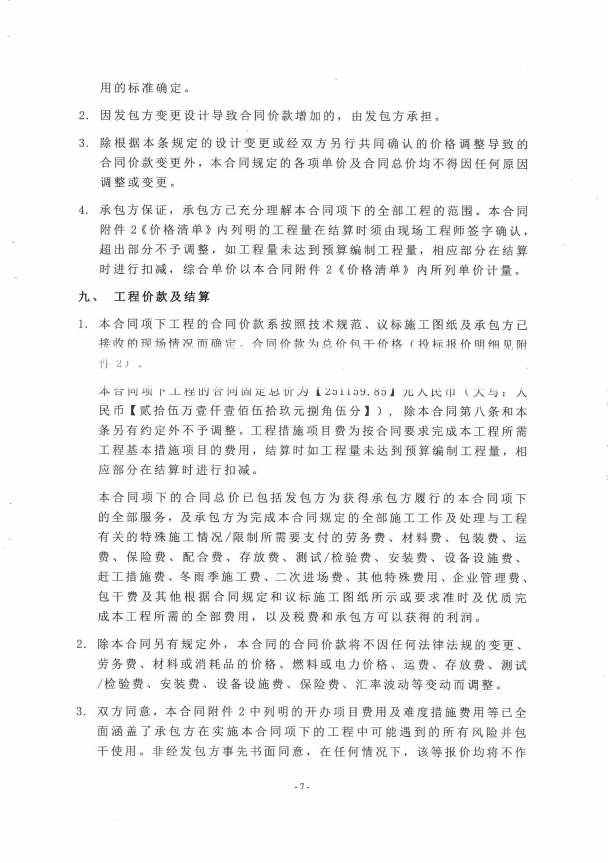 用的标准确定。
2. 因发包方变更设计导致合同价款增加的，由发包方承担。
3. 除根据本条规定的设计变更或经双方另行共同确认的价格调整导致的
合同价款变更外，本合同规定的各项单价及合同总价均不得因任何原因
调整或变更。
4. 承包方保证，承包方已充分理解本合同项下的全部工程的范围。本合同
附件 2《价格清单》内列明的工程量在结算时须由现场工程师签字确认，
超出部分不予调整，如工程量未达到预算编制工程量，相应部分在结算
时进行扣减，综合单价以本合同附件 2《价格清单》内所列单价计量。
九、 工程价款及结算
1. 本合同项下工程的合同价款系按照技术规范、议标施工图纸及承包方已
接收的现场情况而确定。合同价款为总价包干价格（投标报价明细见附
件 2）。
本合同项下工程的合同固定总价为【251159.85】元人民币（大写：人
民币【贰拾伍万壹仟壹佰伍拾玖元捌角伍分】），除本合同第八条和本
条另有约定外不予调整。工程措施项目费为按合同要求完成本工程所需
工程基本措施项目的费用，结算时如工程量未达到预算编制工程量，相
应部分在结算时进行扣减。
本合同项下的合同总价已包括发包方为获得承包方履行的本合同项下
的全部服务，及承包方为完成本合同规定的全部施工工作及处理与工程
有关的特殊施工情况/限制所需要支付的劳务费、材料费、包装费、运
费、保险费、配合费、存放费、测试/检验费、安装费、设备设施费、
赶工措施费、冬雨季施工费、二次进场费、其他特殊费用、企业管理费、
包干费及其他根据合同规定和议标施工图纸所示或要求准时及优质完
成本工程所需的全部费用，以及税费和承包方可以获得的利润。
2. 除本合同另有规定外，本合同的合同价款将不因任何法律法规的变更、
劳务费、材料或消耗品的价格、燃料或电力价格、运费、存放费、测试
/检验费、安装费、设备设施费、保险费、汇率波动等变动而调整。
3. 双方同意，本合同附件 2 中列明的开办项目费用及难度措施费用等已全
面涵盖了承包方在实施本合同项下的工程中可能遇到的所有风险并包
干使用。非经发包方事先书面同意，在任何情况下，该等报价均将不作
-7-